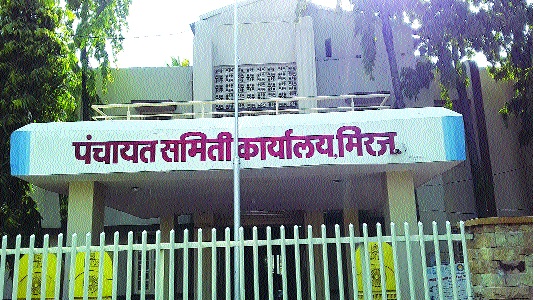 पंचायत समिती कार्यालय, मिरज.